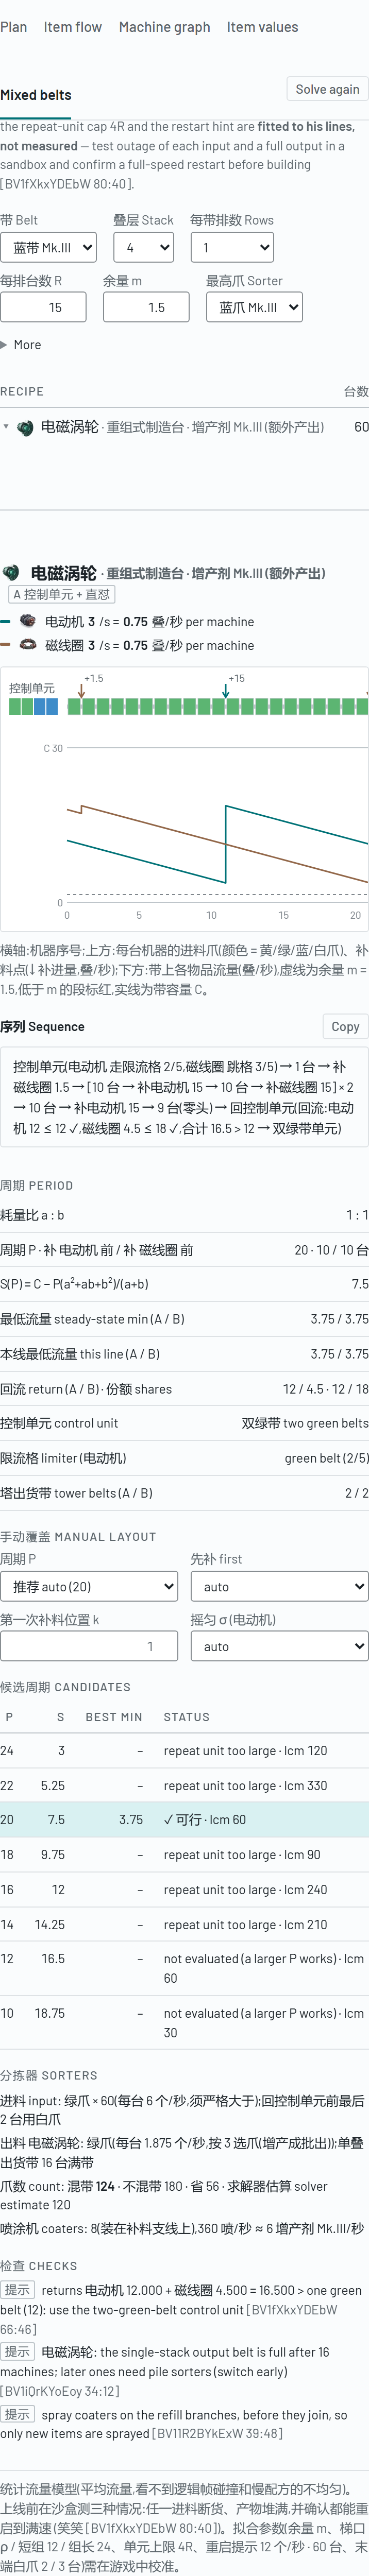 Plan Item flow Machine graph Item values
Mixed belts Solve again
the repeat-unit cap 4R and the restart hint are fitted to his lines,
not measured — test outage of each input and a full output in a
sandbox and confirm a full-speed restart before building
[BV1fXkxYDEbW 80:40].
带 Belt 叠层 Stack 每带排数 Rows
蓝带 Mk.III 4 1
每排台数 R 余量 m 最高爪 Sorter
15 1.5 蓝爪 Mk.III
More
RECIPE 台数
电磁涡轮 · 重组式制造台 · 增产剂 Mk.III (额外产出) 60
电磁涡轮 · 重组式制造台 · 增产剂 Mk.III (额外产出)
A 控制单元 + 直怼
电动机 3 /s = 0.75 叠/秒 per machine
磁线圈 3 /s = 0.75 叠/秒 per machine
+1.5 +15
控制单元
C 30
0
0 5 10 15 20
横轴:机器序号;上方:每台机器的进料爪(颜色 = 黄/绿/蓝/白爪)、补
料点(↓ 补进量,叠/秒);下方:带上各物品流量(叠/秒),虚线为余量 m =
1.5,低于 m 的段标红,实线为带容量 C。
序列 Sequence Copy
控制单元(电动机 走限流格 2/5,磁线圈 跳格 3/5) → 1 台 → 补
磁线圈 1.5 → [10 台 → 补电动机 15 → 10 台 → 补磁线圈 15] × 2
→ 10 台 → 补电动机 15 → 9 台(零头) → 回控制单元(回流:电动
机 12 ≤ 12 ✓,磁线圈 4.5 ≤ 18 ✓,合计 16.5 > 12 → 双绿带单元)
周期 PERIOD
耗量比 a : b 1 : 1
周期 P · 补 电动机 前 / 补 磁线圈 前 20 · 10 / 10 台
S(P) = C − P(a²+ab+b²)/(a+b) 7.5
最低流量 steady-state min (A / B) 3.75 / 3.75
本线最低流量 this line (A / B) 3.75 / 3.75
回流 return (A / B) · 份额 shares 12 / 4.5 · 12 / 18
控制单元 control unit 双绿带 two green belts
限流格 limiter (电动机) green belt (2/5)
塔出货带 tower belts (A / B) 2 / 2
手动覆盖 MANUAL LAYOUT
周期 P 先补 first
推荐 auto (20) auto
第一次补料位置 k 摇匀 σ (电动机)
1 auto
候选周期 CANDIDATES
P S BEST MIN STATUS
24 3 – repeat unit too large · lcm 120
22 5.25 – repeat unit too large · lcm 330
20 7.5 3.75 ✓ 可行 · lcm 60
18 9.75 – repeat unit too large · lcm 90
16 12 – repeat unit too large · lcm 240
14 14.25 – repeat unit too large · lcm 210
12 16.5 – not evaluated (a larger P works) · lcm
60
10 18.75 – not evaluated (a larger P works) · lcm
30
分拣器 SORTERS
进料 input: 绿爪 × 60(每台 6 个/秒,须严格大于);回控制单元前最后
2 台用白爪
出料 电磁涡轮: 绿爪(每台 1.875 个/秒,按 3 选爪(增产成批出));单叠
出货带 16 台满带
爪数 count: 混带 124 · 不混带 180 · 省 56 · 求解器估算 solver
estimate 120
喷涂机 coaters: 8(装在补料支线上),360 喷/秒 ≈ 6 增产剂 Mk.III/秒
检查 CHECKS
提示 returns 电动机 12.000 + 磁线圈 4.500 = 16.500 > one green
belt (12): use the two-green-belt control unit [BV1fXkxYDEbW
66:46]
提示 电磁涡轮: the single-stack output belt is full after 16
machines; later ones need pile sorters (switch early)
[BV1iQrKYoEoy 34:12]
提示 spray coaters on the refill branches, before they join, so
only new items are sprayed [BV11R2BYkExW 39:48]
统计流量模型(平均流量,看不到逻辑帧碰撞和慢配方的不均匀)。
上线前在沙盒测三种情况:任一进料断货、产物堆满,并确认都能重
启到满速 (笑笑 [BV1fXkxYDEbW 80:40])。拟合参数(余量 m、梯口
ρ / 短组 12 / 组长 24、单元上限 4R、重启提示 12 个/秒 · 60 台、末
端白爪 2 / 3 台)需在游戏中校准。